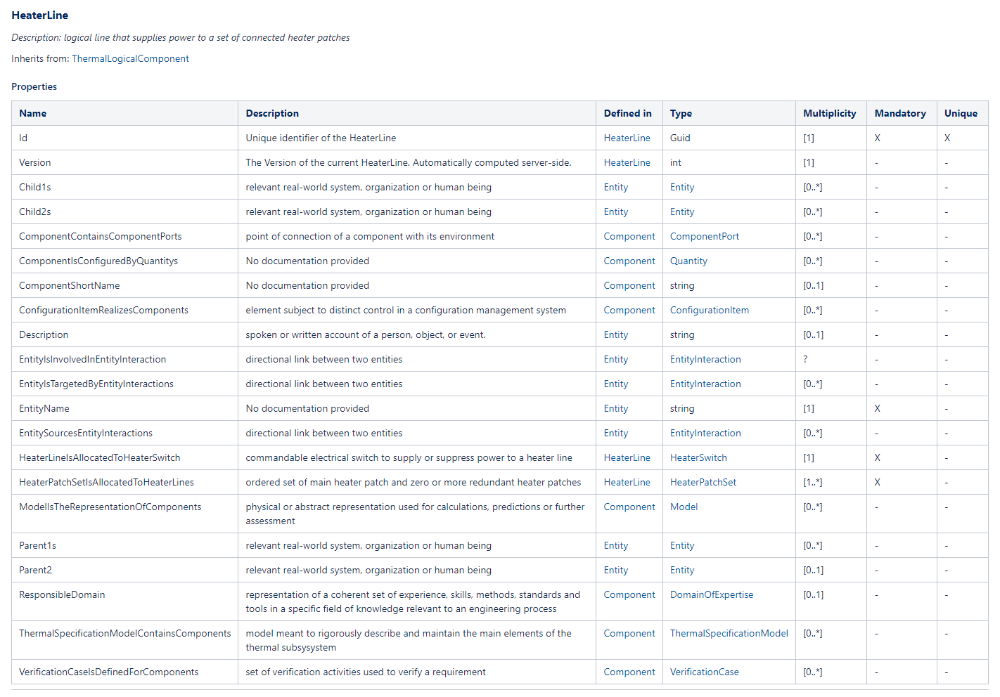 HeaterLine
Description: logical line that supplies power to a set of connected heater patches
Inherits from: ThermalLogicalComponent
Properties
Name Description Defined in Type Multiplicity Mandatory Unique
Id Unique identifier of the HeaterLine HeaterLine Guid [1] X X
Version The Version of the current HeaterLine. Automatically computed server-side. HeaterLine int [1] - -
Child1s relevant real-world system, organization or human being Entity Entity [0..*] - -
Child2s relevant real-world system, organization or human being Entity Entity [0..*] - -
ComponentContainsComponentPorts point of connection of a component with its environment Component ComponentPort [0..*] - -
ComponentIsConfiguredByQuantitys No documentation provided Component Quantity [0..*] - -
ComponentShortName No documentation provided Component string [0..1] - -
ConfigurationItemRealizesComponents element subject to distinct control in a configuration management system Component ConfigurationItem [0..*] - -
Description spoken or written account of a person, object, or event. Entity string [0..1] - -
EntityIsInvolvedInEntityInteraction directional link between two entities Entity EntityInteraction ? - -
EntityIsTargetedByEntityInteractions directional link between two entities Entity EntityInteraction [0..*] - -
EntityName No documentation provided Entity string [1] X -
EntitySourcesEntityInteractions directional link between two entities Entity EntityInteraction [0..*] - -
HeaterLineIsAllocatedToHeaterSwitch commandable electrical switch to supply or suppress power to a heater line HeaterLine HeaterSwitch [1] X -
HeaterPatchSetIsAllocatedToHeaterLines ordered set of main heater patch and zero or more redundant heater patches HeaterLine HeaterPatchSet [1..*] X -
ModelIsTheRepresentationOfComponents physical or abstract representation used for calculations, predictions or further Component Model [0..*] - -
assessment
Parent1s relevant real-world system, organization or human being Entity Entity [0..*] - -
Parent2 relevant real-world system, organization or human being Entity Entity [0..1] - -
ResponsibleDomain representation of a coherent set of experience, skills, methods, standards and Component DomainOfExpertise [0..1] - -
tools in a specific field of knowledge relevant to an engineering process
ThermalSpecificationModelContainsComponents model meant to rigorously describe and maintain the main elements of the Component ThermalSpecificationModel [0..*] - -
thermal subsysystem
VerificationCaseIsDefinedForComponents set of verification activities used to verify a requirement Component VerificationCase [0..*] - -